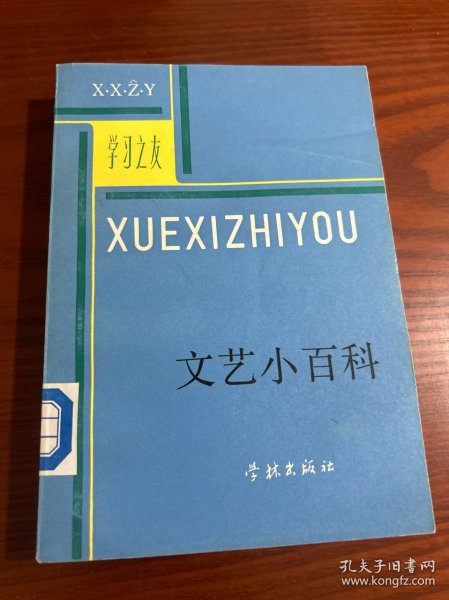 X·X·Ẑ·Y
学习之友
XUEXIZHIYOU
文艺小百科
学林出版社
孔夫子旧书网
www.kongfz.com